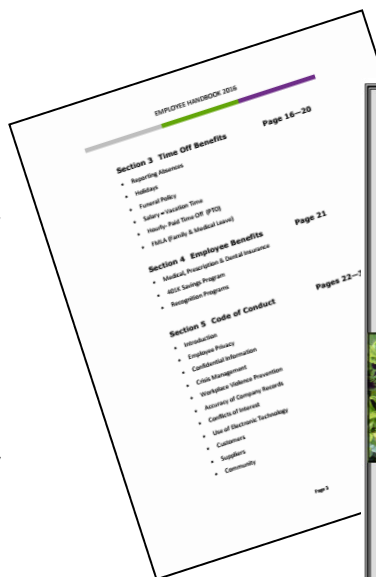 EMPLOYEE HANDBOOK 2016
Section 3 Time Off Benefits Page 16—20
• Reporting Absences
• Holidays
• Funeral Policy
• Salary = Vacation Time
• Hourly- Paid Time Off (PTO)
• FMLA (Family & Medical Leave)
Section 4 Employee Benefits Page 21
• Medical, Prescription & Dental Insurance
• 401K Savings Program
• Recognition Programs
Section 5 Code of Conduct Pages 22—
• Introduction
• Employee Privacy
• Confidential Information
• Crisis Management
• Workplace Violence Prevention
• Accuracy of Company Records
• Conflicts of Interest
• Use of Electronic Technology
• Customers
• Suppliers
• Community
Page 3